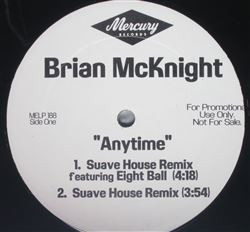 Mercury
RECORDS
Brian McKnight
MELP 188
Side One
For Promotional
Use Only.
Not For Sale.
"Anytime"
1. Suave House Remix
featuring Eight Ball (4:18)
2. Suave House Remix (3:54)